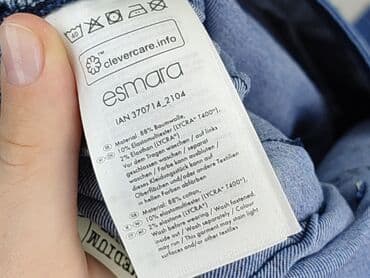 40
clevercare.info
esmara
IAN 370714_2104
Material: 88% Baumwolle,
10% Elastomultiester (LYCRA® T400®),
2% Elasthan (LYCRA®)
Vor dem Tragen waschen / auf links
geschlossen waschen / separat
waschen / Farbe kann ausbluten /
dieses Kleidungsstück kann auf
Oberflächen und/oder andere Textilien
in hellen Farben abfärben
Material: 88% cotton,
10% elastomultiester (LYCRA® T400®),
2% elastane (LYCRA®)
Wash before wearing / Wash fastened,
inside out / Wash separately / Colour
may run / This garment may stain light
surfaces and/or other textiles
MEDIUM